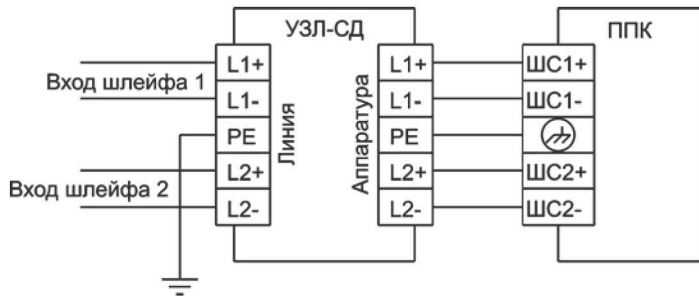 УЗЛ-СД
ППК
L1+
L1+
ШС1+
Вход шлейфа 1
L1-
L1-
ШС1-
PE
Линия
Аппаратура
PE
L2+
L2+
ШС2+
Вход шлейфа 2
L2-
L2-
ШС2-